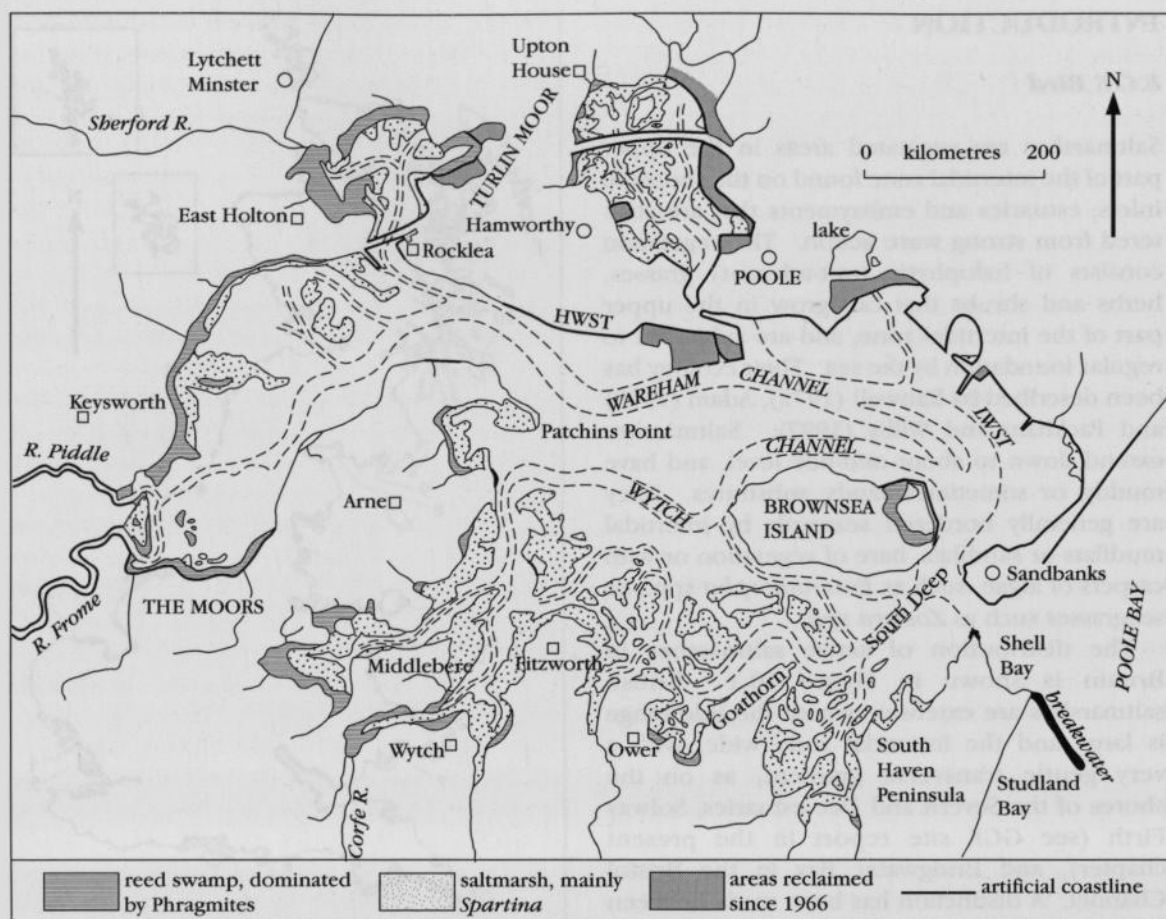 Lytchett
Minster
Sherford R.
Upton
House
N
TURLIN MOOR
0 kilometres 200
East Holton
Hamworthy
lake
Rocklea
POOLE
HWST
WAREHAM CHANNEL
LWST
Keysworth
Patchins Point
R. Piddle
CHANNEL
Arne
WYTCH
BROWNSEA
ISLAND
THE MOORS
R. Frome
South Deep
Sandbanks
POOLE BAY
Middlebere
Fitzworth
Shell
Bay
Goathorn
breakwater
Wytch
Ower
South
Haven
Peninsula
Studland
Bay
Corfe R.
reed swamp, dominated
by Phragmites
saltmarsh, mainly
Spartina
areas reclaimed
since 1966
artificial coastline